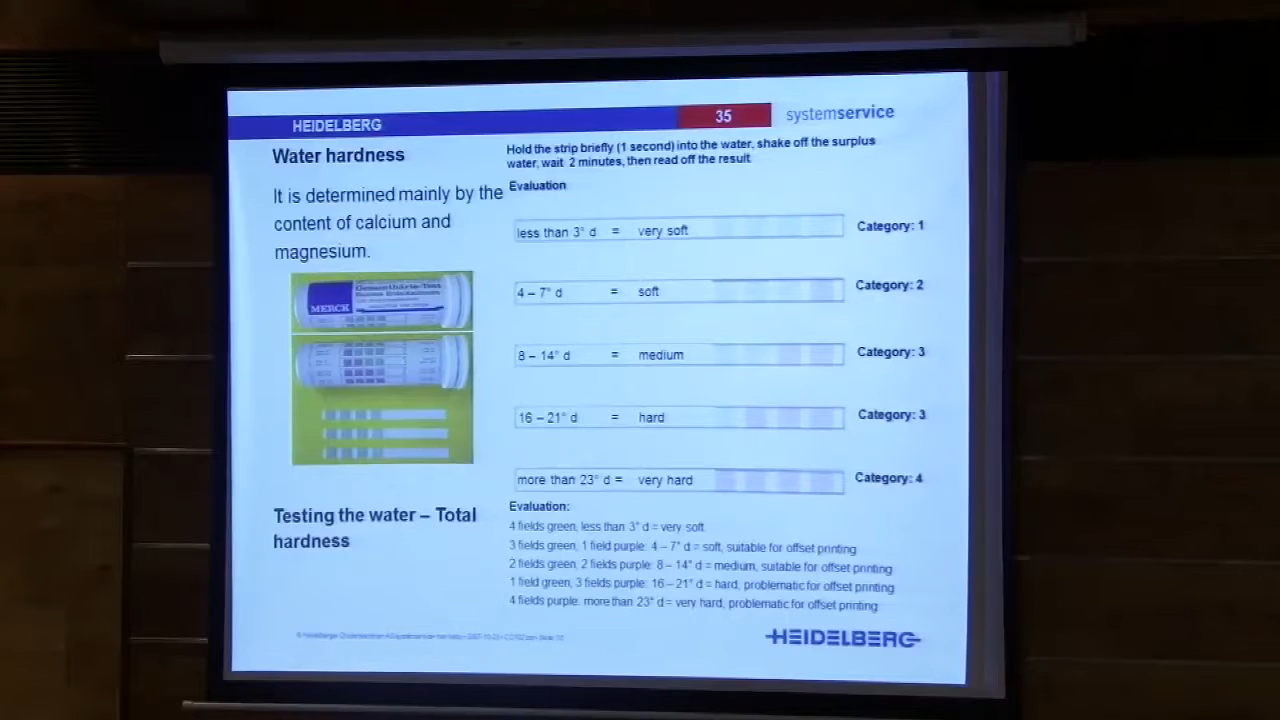 HEIDELBERG
35
systemservice
Water hardness
It is determined mainly by the
content of calcium and
magnesium.
MERCK
Testing the water – Total
hardness
Hold the strip briefly (1 second) into the water, shake off the surplus
water, wait 2 minutes, then read off the result
Evaluation
less than 3° d = very soft Category: 1
4 – 7° d = soft Category: 2
8 – 14° d = medium Category: 3
16 – 21° d = hard Category: 3
more than 23° d = very hard Category: 4
Evaluation:
4 fields green, less than 3° d = very soft
3 fields green, 1 field purple: 4 – 7° d = soft, suitable for offset printing
2 fields green, 2 fields purple: 8 – 14° d = medium, suitable for offset printing
1 field green, 3 fields purple: 16 – 21° d = hard, problematic for offset printing
4 fields purple: more than 23° d = very hard, problematic for offset printing
HEIDELBERG